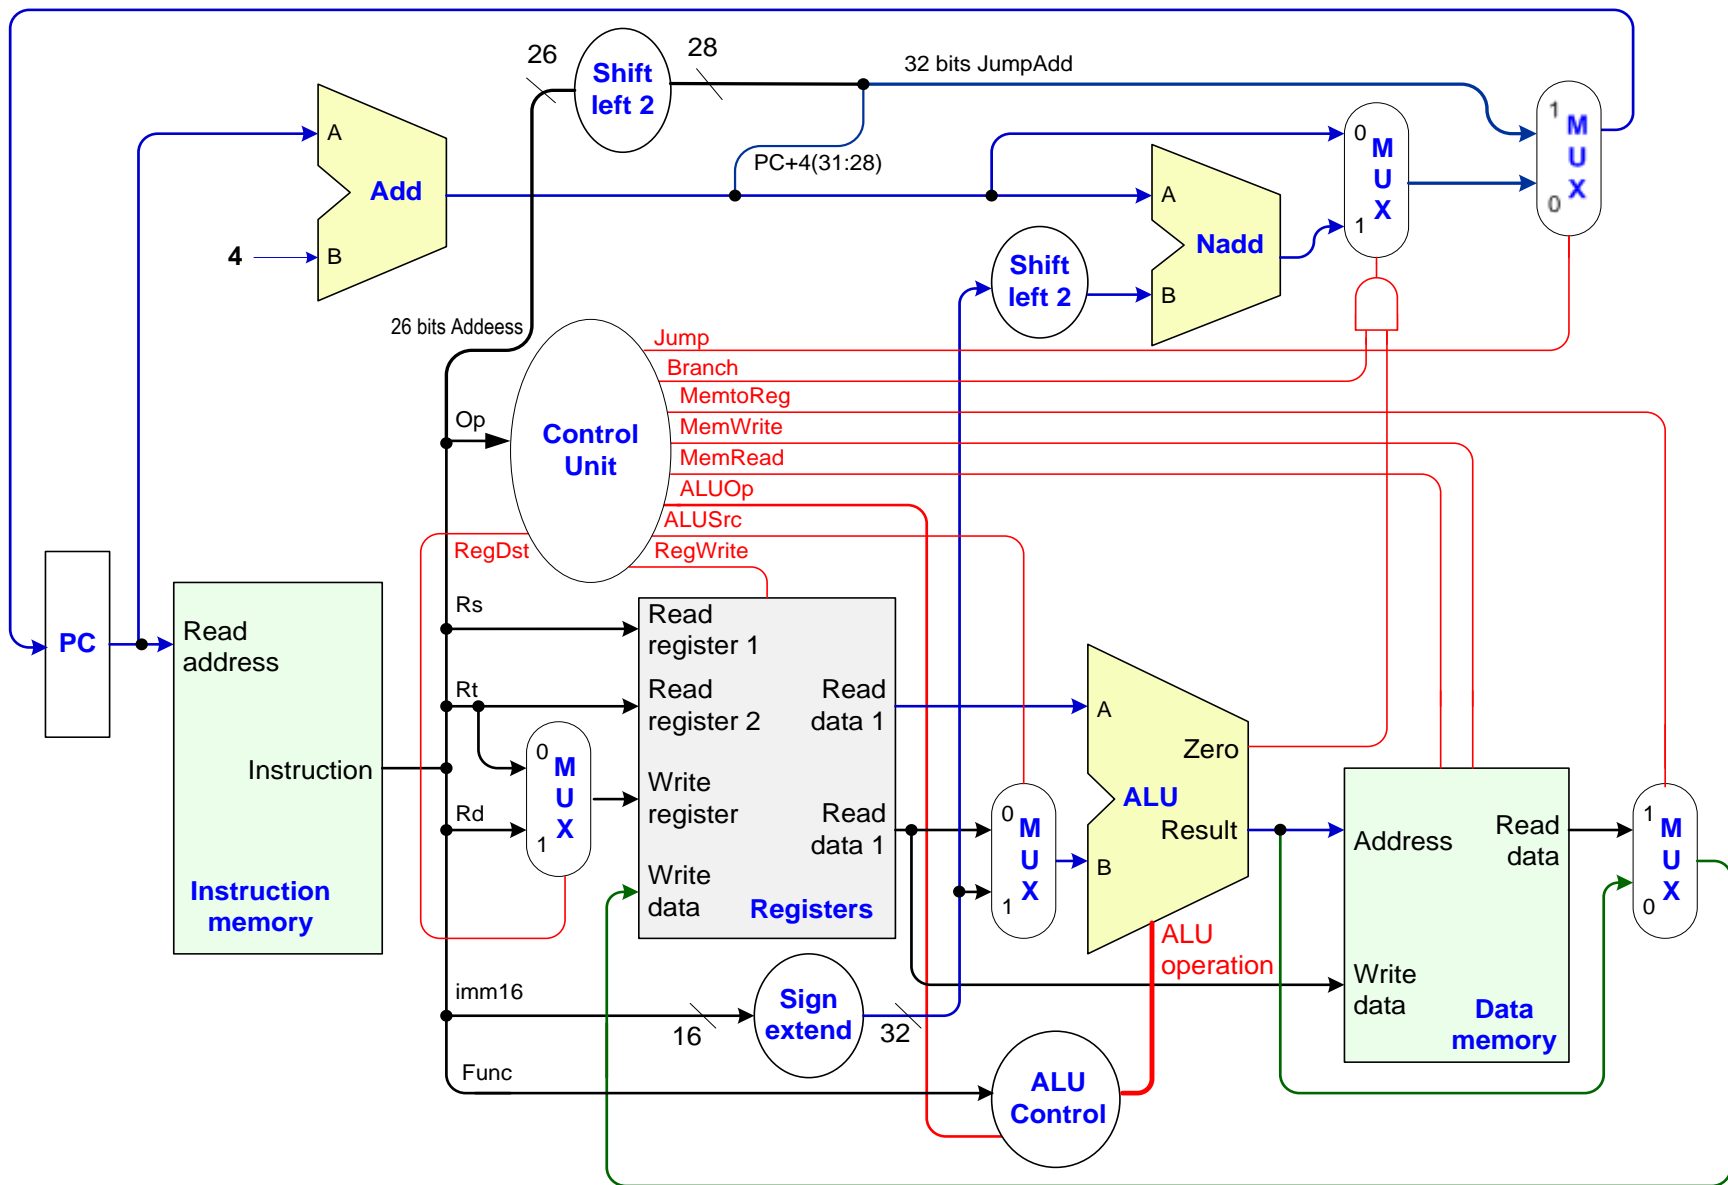 26
Shift
left 2
28
32 bits JumpAdd
1
M
U
X
0
A
Add
B
4
PC+4(31:28)
0
M
U
X
1
A
Nadd
B
Shift
left 2
26 bits Addeess
Jump
Branch
MemtoReg
MemWrite
MemRead
ALUOp
ALUSrc
RegWrite
RegDst
Op
Control
Unit
PC
Read
address
Instruction
Instruction
memory
Rs
Rt
Rd
0
M
U
X
1
Read
register 1
Read
register 2
Write
register
Write
data
Read
data 1
Read
data 1
Registers
0
M
U
X
1
A
Zero
ALU
Result
B
ALU
operation
Address
Read
data
Write
data
Data
memory
1
M
U
X
0
imm16
16
Sign
extend
32
Func
ALU
Control